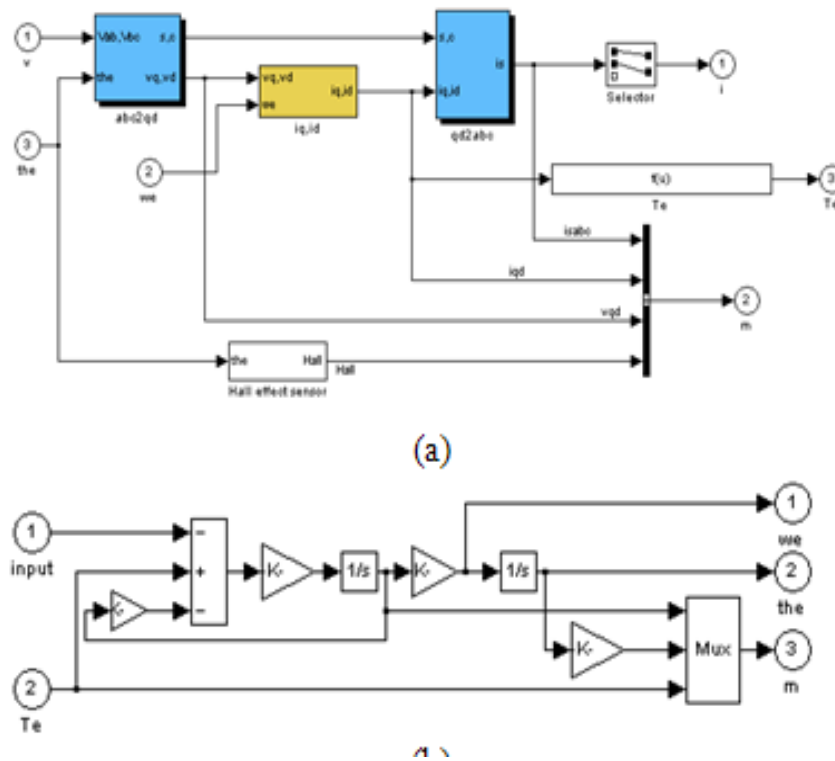 1
v
Vab,Vbc
s,c
the
vq,vd
abc2qd
3
the
vq,vd
we
iq,id
iq,id
2
we
s,c
is
iq,id
qd2abc
Selector
1
i
f(u)
Te
3
isabc
iqd
vqd
2
m
the
Hall
Hall
Hall effect sensor
(a)
1
input
−
+
−
K-
1/s
K-
1/s
1
we
2
the
K-
Mux
3
m
2
Te